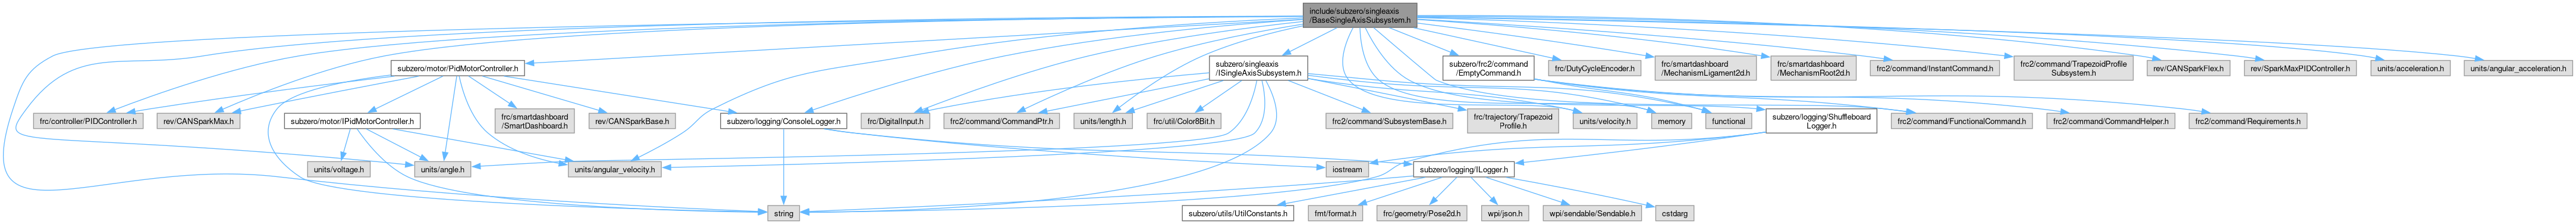 include/subzero/singleaxis
/BaseSingleAxisSubsystem.h
subzero/motor/PidMotorController.h
subzero/singleaxis
/ISingleAxisSubsystem.h
subzero/frc2/command
/EmptyCommand.h
frc/DutyCycleEncoder.h
frc/smartdashboard
/MechanismLigament2d.h
frc/smartdashboard
/MechanismRoot2d.h
frc2/command/InstantCommand.h
frc2/command/TrapezoidProfile
Subsystem.h
rev/CANSparkFlex.h
rev/SparkMaxPIDController.h
units/acceleration.h
units/angular_acceleration.h
frc/controller/PIDController.h
rev/CANSparkMax.h
subzero/motor/IPidMotorController.h
frc/smartdashboard
/SmartDashboard.h
rev/CANSparkBase.h
subzero/logging/ConsoleLogger.h
frc/DigitalInput.h
frc2/command/CommandPtr.h
units/length.h
frc/util/Color8Bit.h
frc2/command/SubsystemBase.h
frc/trajectory/Trapezoid
Profile.h
units/velocity.h
memory
functional
subzero/logging/Shuffleboard
Logger.h
frc2/command/FunctionalCommand.h
frc2/command/CommandHelper.h
frc2/command/Requirements.h
units/voltage.h
units/angle.h
units/angular_velocity.h
iostream
subzero/logging/ILogger.h
string
subzero/utils/UtilConstants.h
fmt/format.h
frc/geometry/Pose2d.h
wpi/json.h
wpi/sendable/Sendable.h
cstdarg